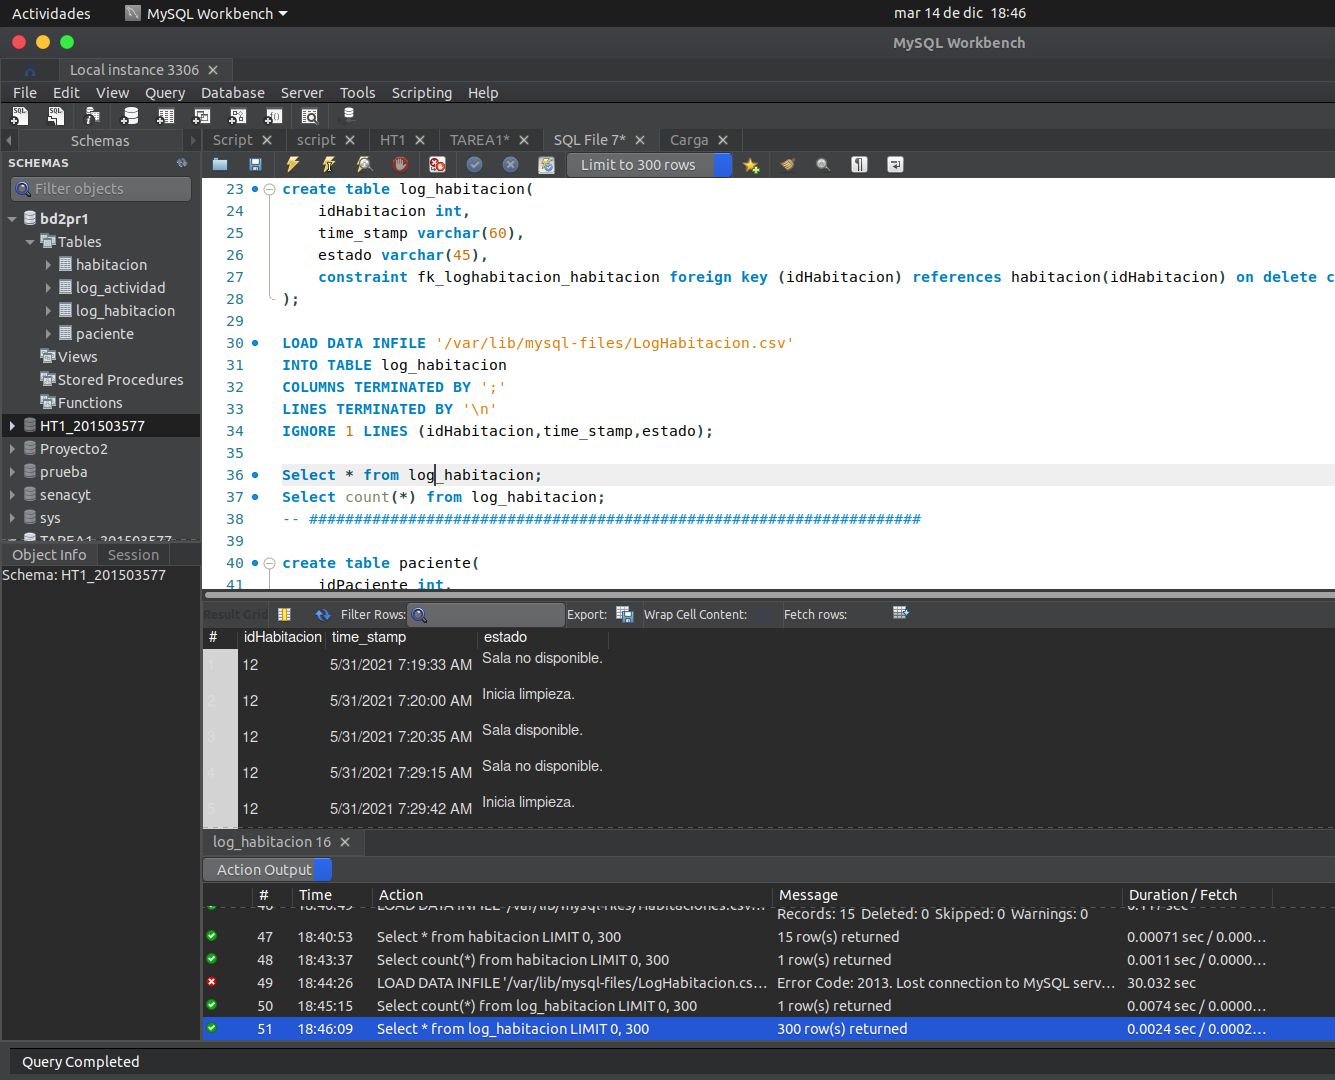 Actividades MySQL Workbench mar 14 de dic 18:46
MySQL Workbench
Local instance 3306
File Edit View Query Database Server Tools Scripting Help
Schemas Script script HT1 TAREA1* SQL File 7* Carga
SCHEMAS Limit to 300 rows
Filter objects
bd2pr1
Tables
habitacion
log_actividad
log_habitacion
paciente
Views
Stored Procedures
Functions
HT1_201503577
Proyecto2
prueba
senacyt
sys
TAREA1_201503577
Object Info Session
Schema: HT1_201503577
23 create table log_habitacion(
24 idHabitacion int,
25 time_stamp varchar(60),
26 estado varchar(45),
27 constraint fk_loghabitacion_habitacion foreign key (idHabitacion) references habitacion(idHabitacion) on delete c
28 );
29
30 LOAD DATA INFILE '/var/lib/mysql-files/LogHabitacion.csv'
31 INTO TABLE log_habitacion
32 COLUMNS TERMINATED BY ';'
33 LINES TERMINATED BY '\n'
34 IGNORE 1 LINES (idHabitacion,time_stamp,estado);
35
36 Select * from log_habitacion;
37 Select count(*) from log_habitacion;
38 -- ####################################################################
39
40 create table paciente(
41 idPaciente int,
Result Grid Filter Rows: Export: Wrap Cell Content: Fetch rows:
# idHabitacion time_stamp estado
1 12 5/31/2021 7:19:33 AM Sala no disponible.
2 12 5/31/2021 7:20:00 AM Inicia limpieza.
3 12 5/31/2021 7:20:35 AM Sala disponible.
4 12 5/31/2021 7:29:15 AM Sala no disponible.
5 12 5/31/2021 7:29:42 AM Inicia limpieza.
log_habitacion 16
Action Output
# Time Action Message Duration / Fetch
46 18:40:49 LOAD DATA INFILE '/var/lib/mysql-files/Habitaciones.csv... Records: 15 Deleted: 0 Skipped: 0 Warnings: 0 0.117 sec
47 18:40:53 Select * from habitacion LIMIT 0, 300 15 row(s) returned 0.00071 sec / 0.000...
48 18:43:37 Select count(*) from habitacion LIMIT 0, 300 1 row(s) returned 0.0011 sec / 0.0000...
49 18:44:26 LOAD DATA INFILE '/var/lib/mysql-files/LogHabitacion.cs... Error Code: 2013. Lost connection to MySQL serv... 30.032 sec
50 18:45:15 Select count(*) from log_habitacion LIMIT 0, 300 1 row(s) returned 0.0074 sec / 0.0000...
51 18:46:09 Select * from log_habitacion LIMIT 0, 300 300 row(s) returned 0.0024 sec / 0.0002...
Query Completed